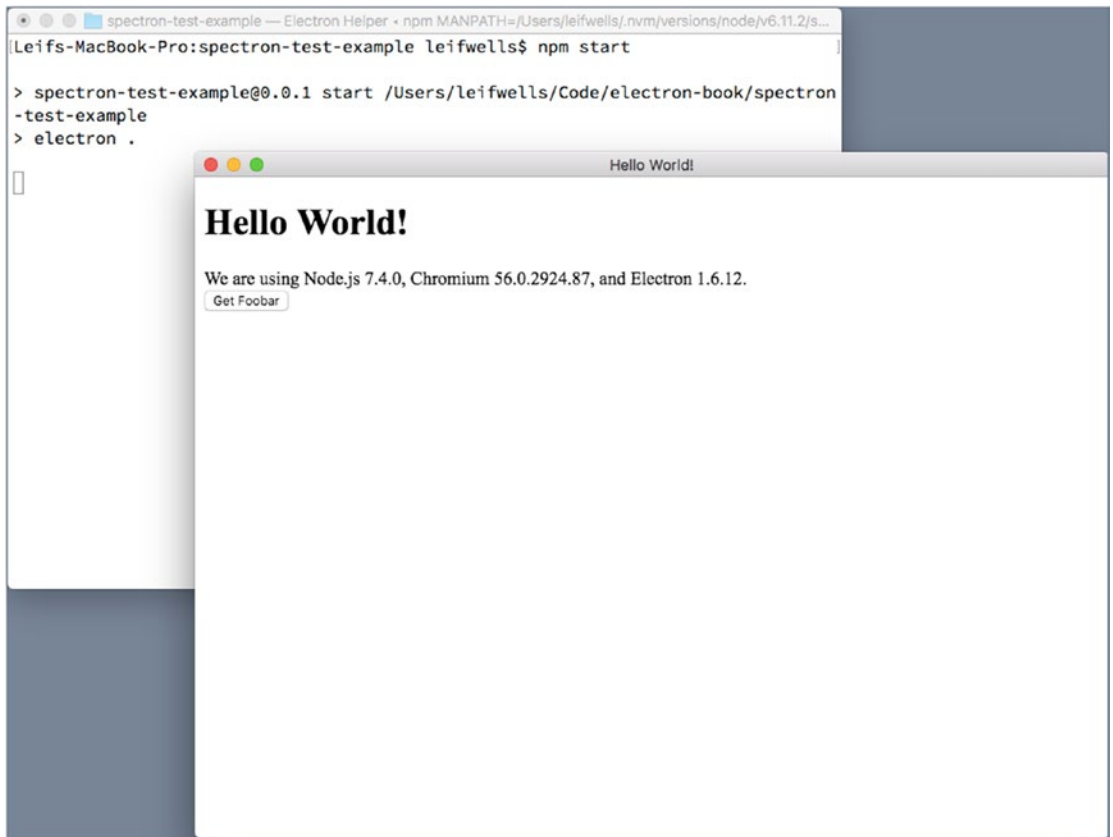 spectron-test-example — Electron Helper • npm MANPATH=/Users/leifwells/.nvm/versions/node/v6.11.2/s...
[Leifs-MacBook-Pro:spectron-test-example leifwells$ npm start ]
> spectron-test-example@0.0.1 start /Users/leifwells/Code/electron-book/spectron
-test-example
> electron .
Hello World!
Hello World!
We are using Node.js 7.4.0, Chromium 56.0.2924.87, and Electron 1.6.12.
Get Foobar